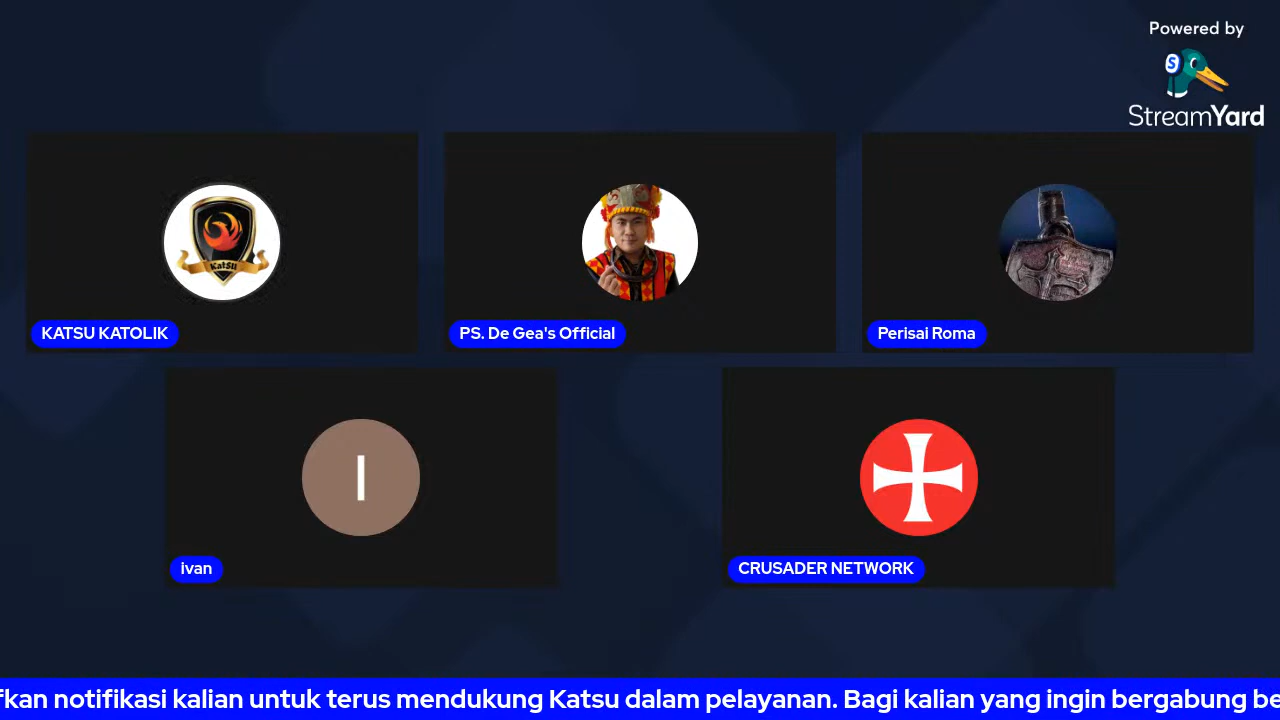 Powered by
S
StreamYard
KatSU
KATSU KATOLIK
PS. De Gea's Official
Perisai Roma
I
ivan
CRUSADER NETWORK
notifikasi kalian untuk terus mendukung Katsu dalam pelayanan. Bagi kalian yang ingin bergabung